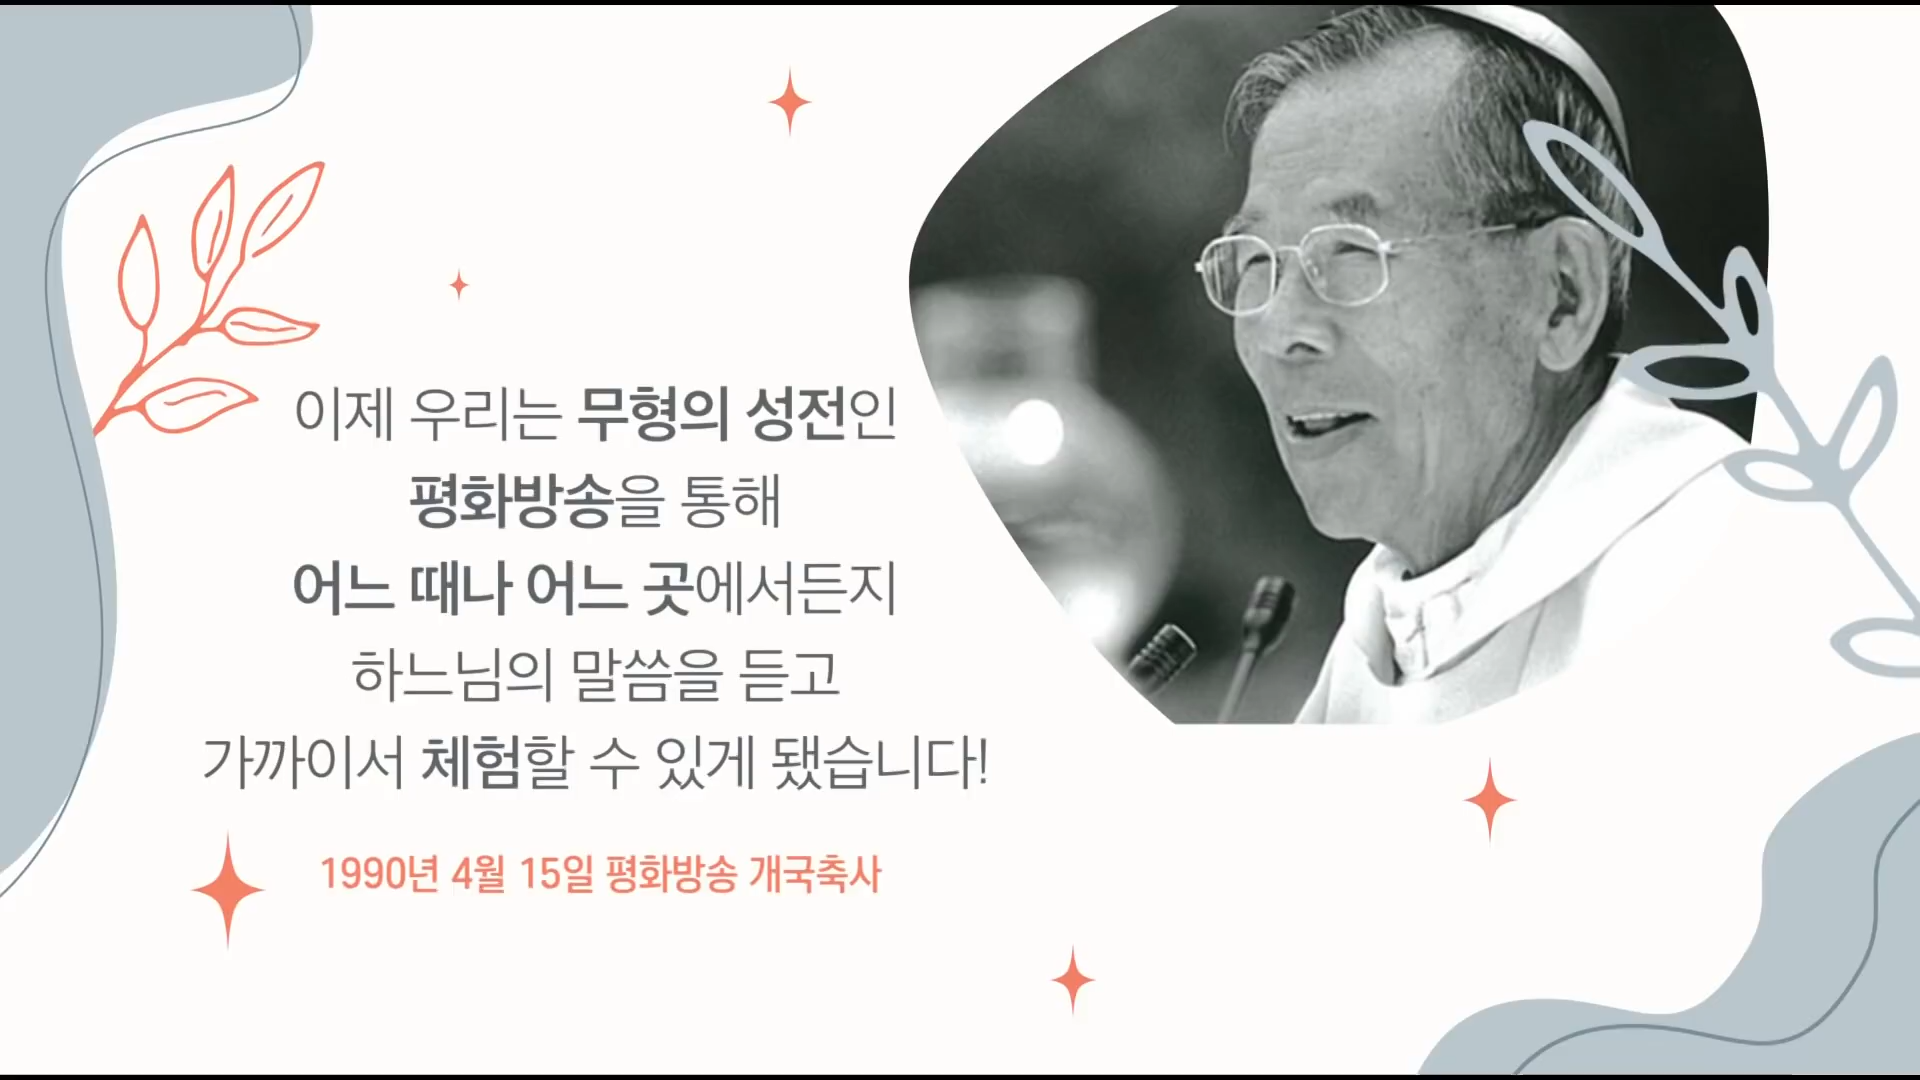 이제 우리는 무형의 성전인
평화방송을 통해
어느 때나 어느 곳에서든지
하느님의 말씀을 듣고
가까이서 체험할 수 있게 됐습니다!
1990년 4월 15일 평화방송 개국축사